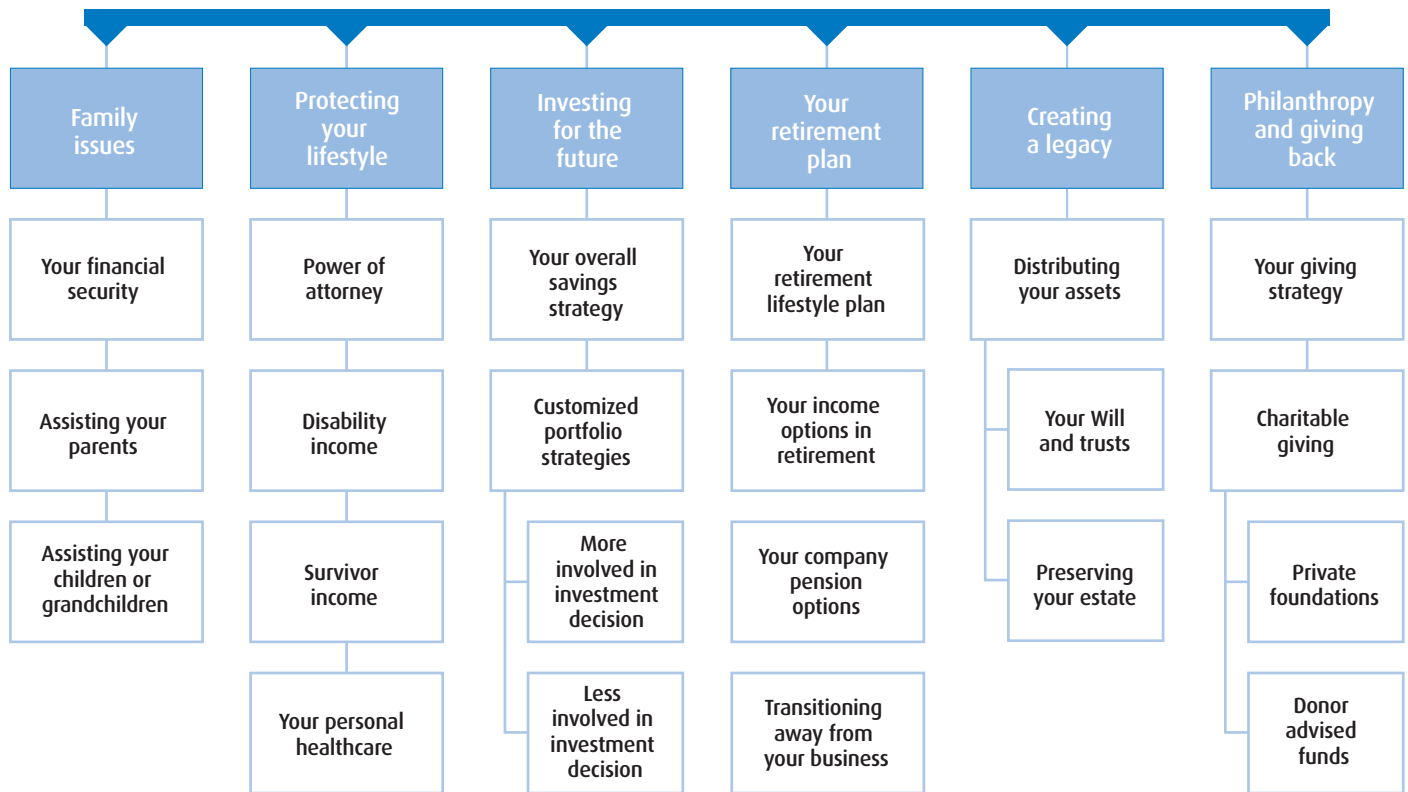 Family
issues
Protecting
your
lifestyle
Investing
for the
future
Your
retirement
plan
Creating
a legacy
Philanthropy
and giving
back
Your financial
security
Power of
attorney
Your overall
savings
strategy
Your
retirement
lifestyle plan
Distributing
your assets
Your giving
strategy
Assisting your
parents
Disability
income
Customized
portfolio
strategies
Your income
options in
retirement
Your Will
and trusts
Charitable
giving
Assisting your
children or
grandchildren
Survivor
income
More
involved in
investment
decision
Your company
pension
options
Preserving
your estate
Private
foundations
Your personal
healthcare
Less
involved in
investment
decision
Transitioning
away from
your business
Donor
advised
funds